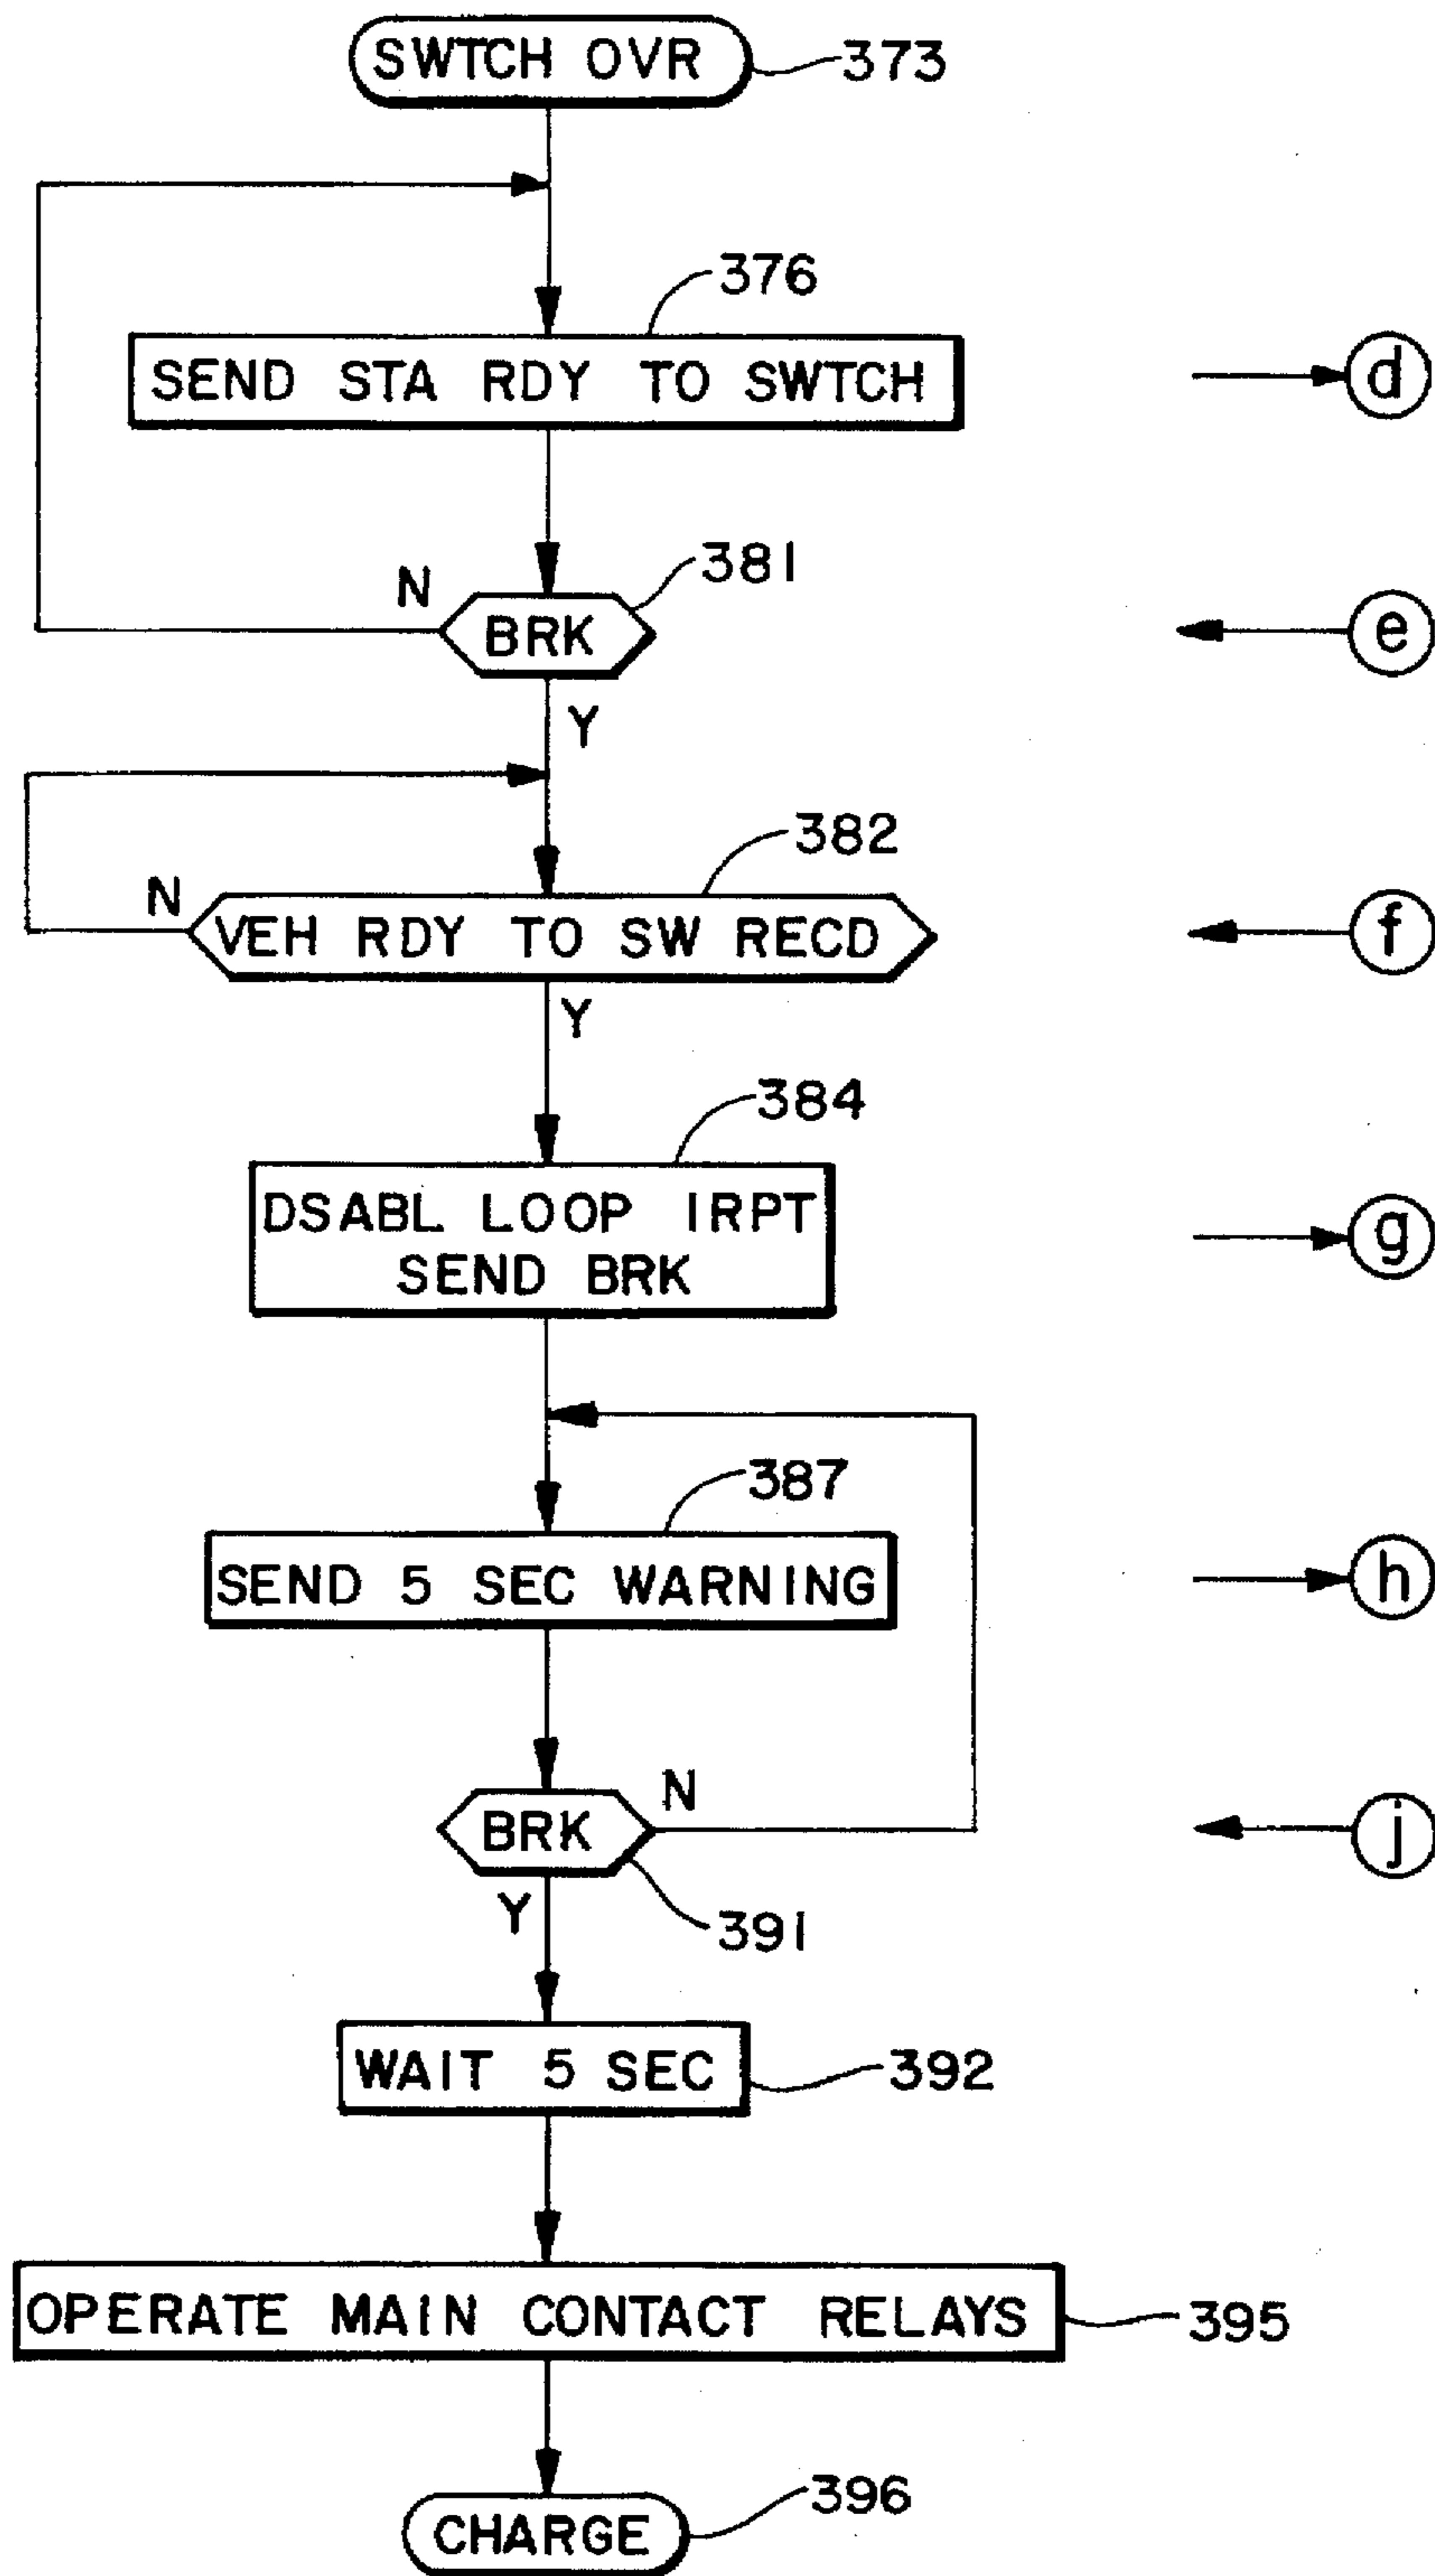 SWTCH OVR 373
376
SEND STA RDY TO SWTCH d
381
N BRK e
Y
382
N VEH RDY TO SW RECD f
Y
384
DSABL LOOP IRPT g
SEND BRK
387
SEND 5 SEC WARNING h
BRK N j
Y 391
WAIT 5 SEC 392
OPERATE MAIN CONTACT RELAYS 395
396
CHARGE